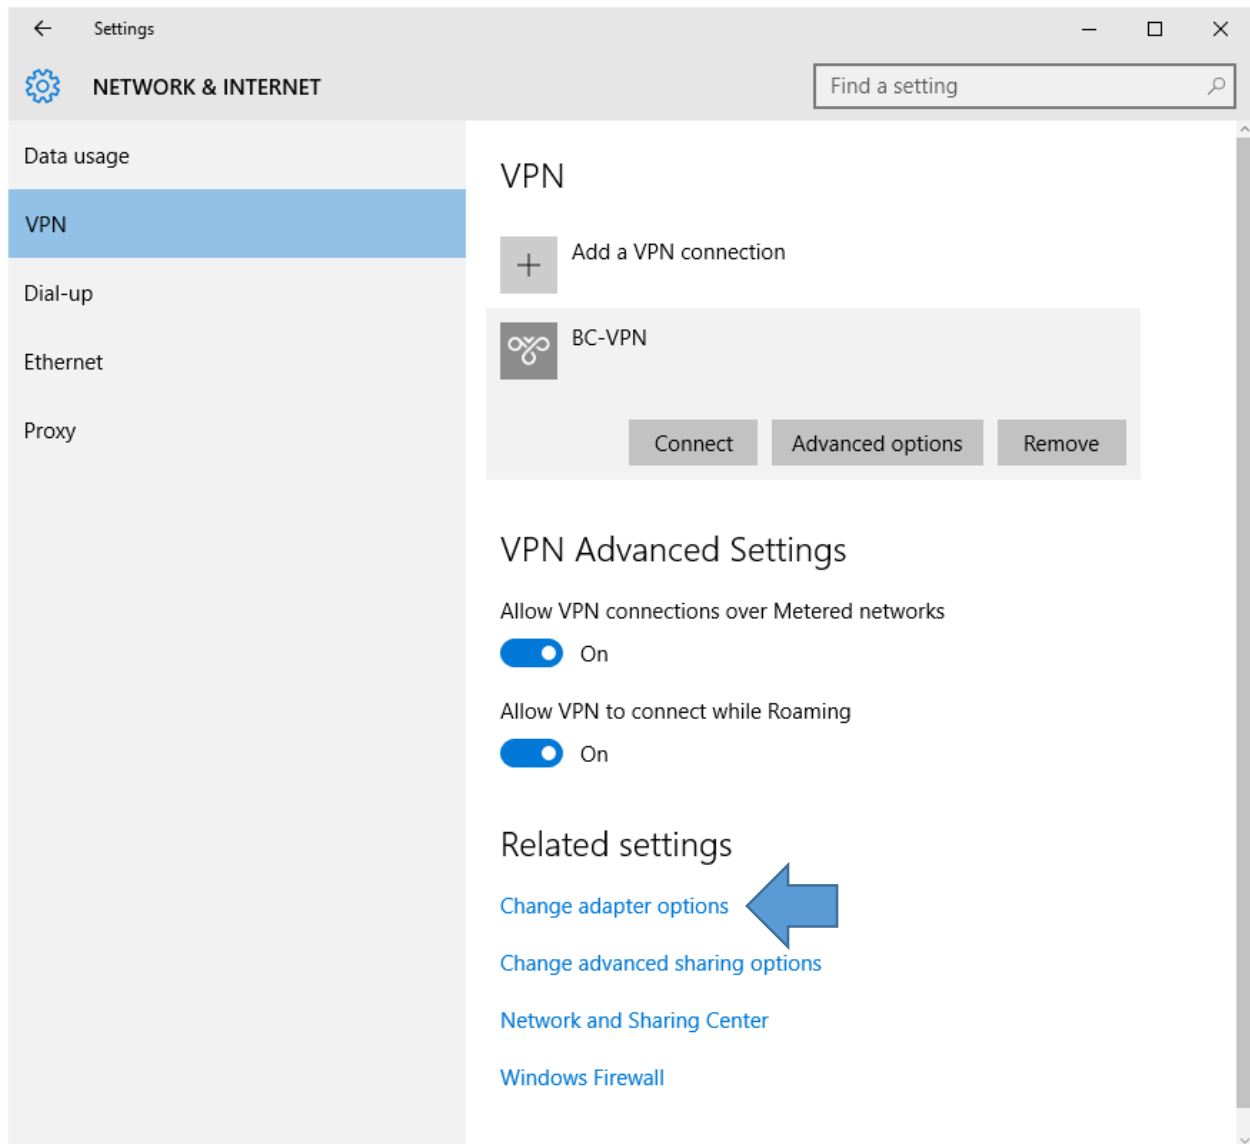 Settings
NETWORK & INTERNET
Find a setting
Data usage
VPN
Dial-up
Ethernet
Proxy
VPN
Add a VPN connection
BC-VPN
Connect Advanced options Remove
VPN Advanced Settings
Allow VPN connections over Metered networks
On
Allow VPN to connect while Roaming
On
Related settings
Change adapter options
Change advanced sharing options
Network and Sharing Center
Windows Firewall